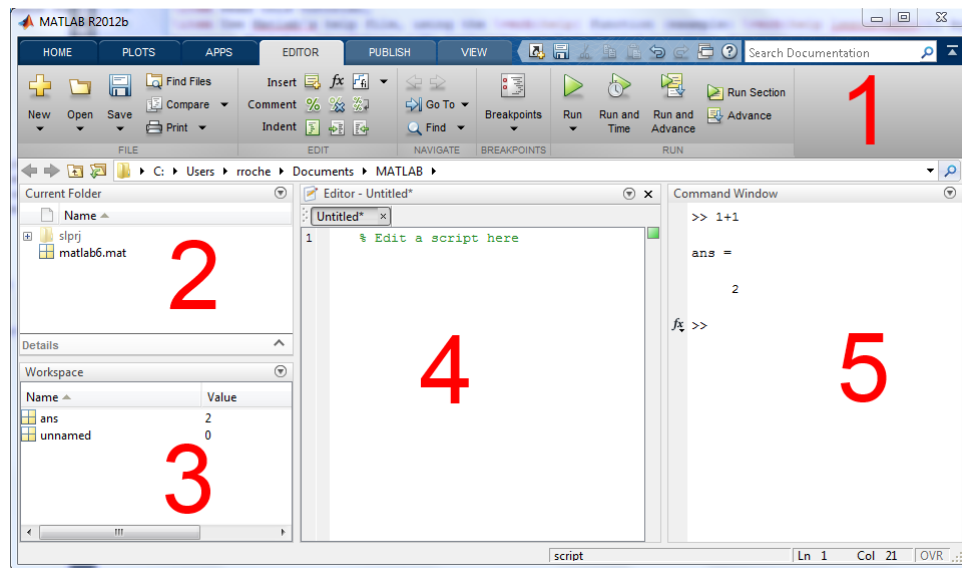 MATLAB R2012b
HOME PLOTS APPS EDITOR PUBLISH VIEW Search Documentation
New Open Save Find Files Compare Print
FILE
Insert fx
Comment
Indent
EDIT
Go To
Find
NAVIGATE
Breakpoints
BREAKPOINTS
Run Run and Time Run and Advance Run Section Advance
RUN
1
C: Users rroche Documents MATLAB
Current Folder
Name
slprj
matlab6.mat
2
Details
Workspace
Name Value
ans 2
unnamed 0
3
Editor - Untitled*
Untitled*
1 % Edit a script here
4
Command Window
>> 1+1
ans =
2
fx >>
5
script Ln 1 Col 21 OVR